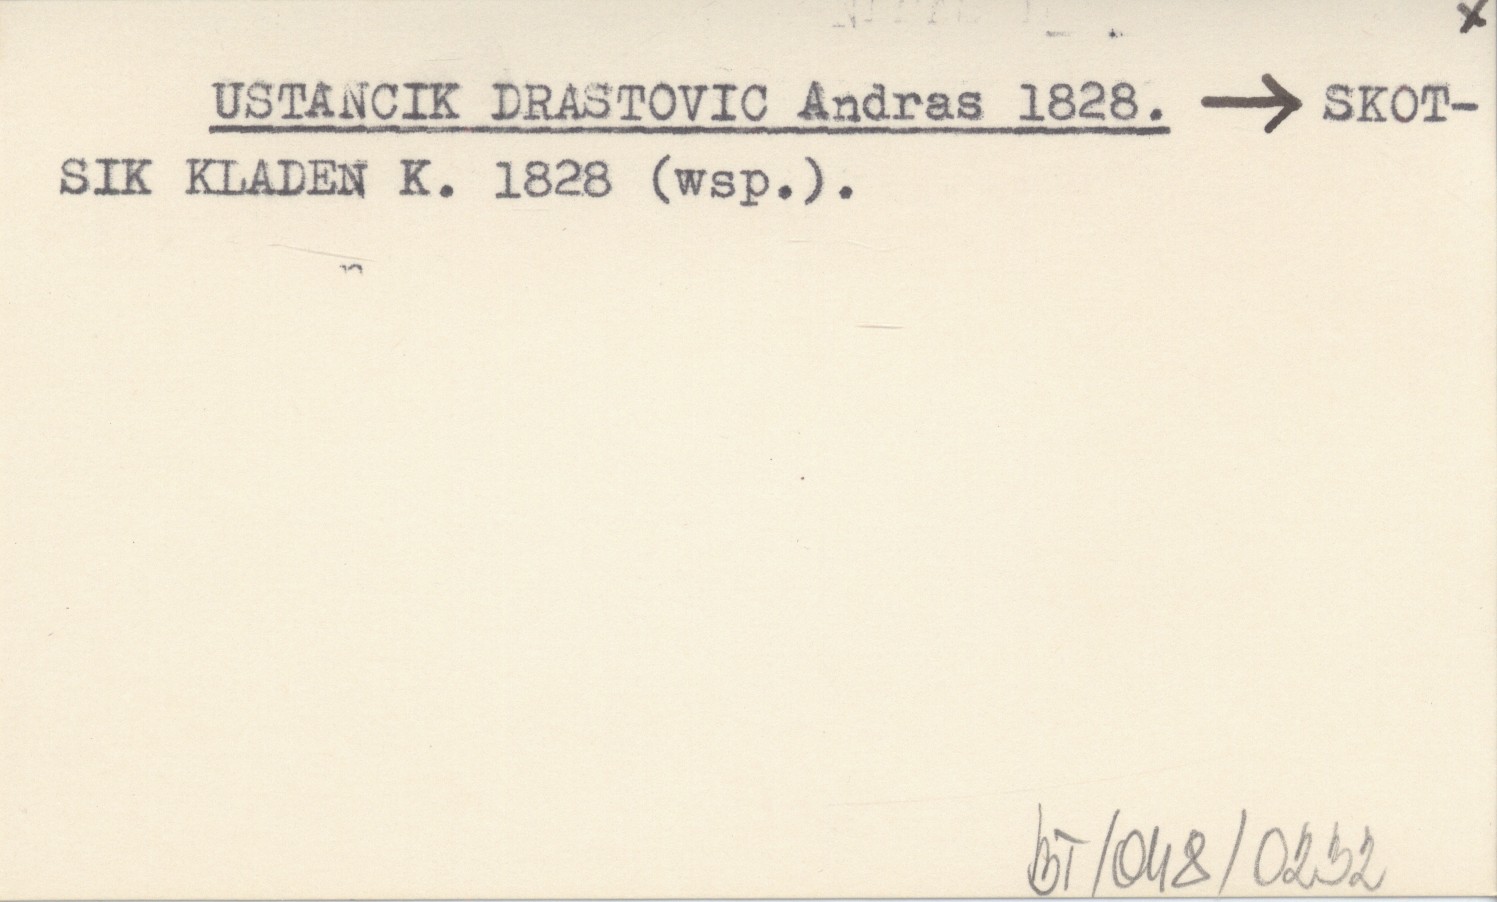 x
USTANCIK DRASTOVIC Andras 1828. → SKOT-
SIK KLADEN K. 1828 (wsp.).
BT/048/0232